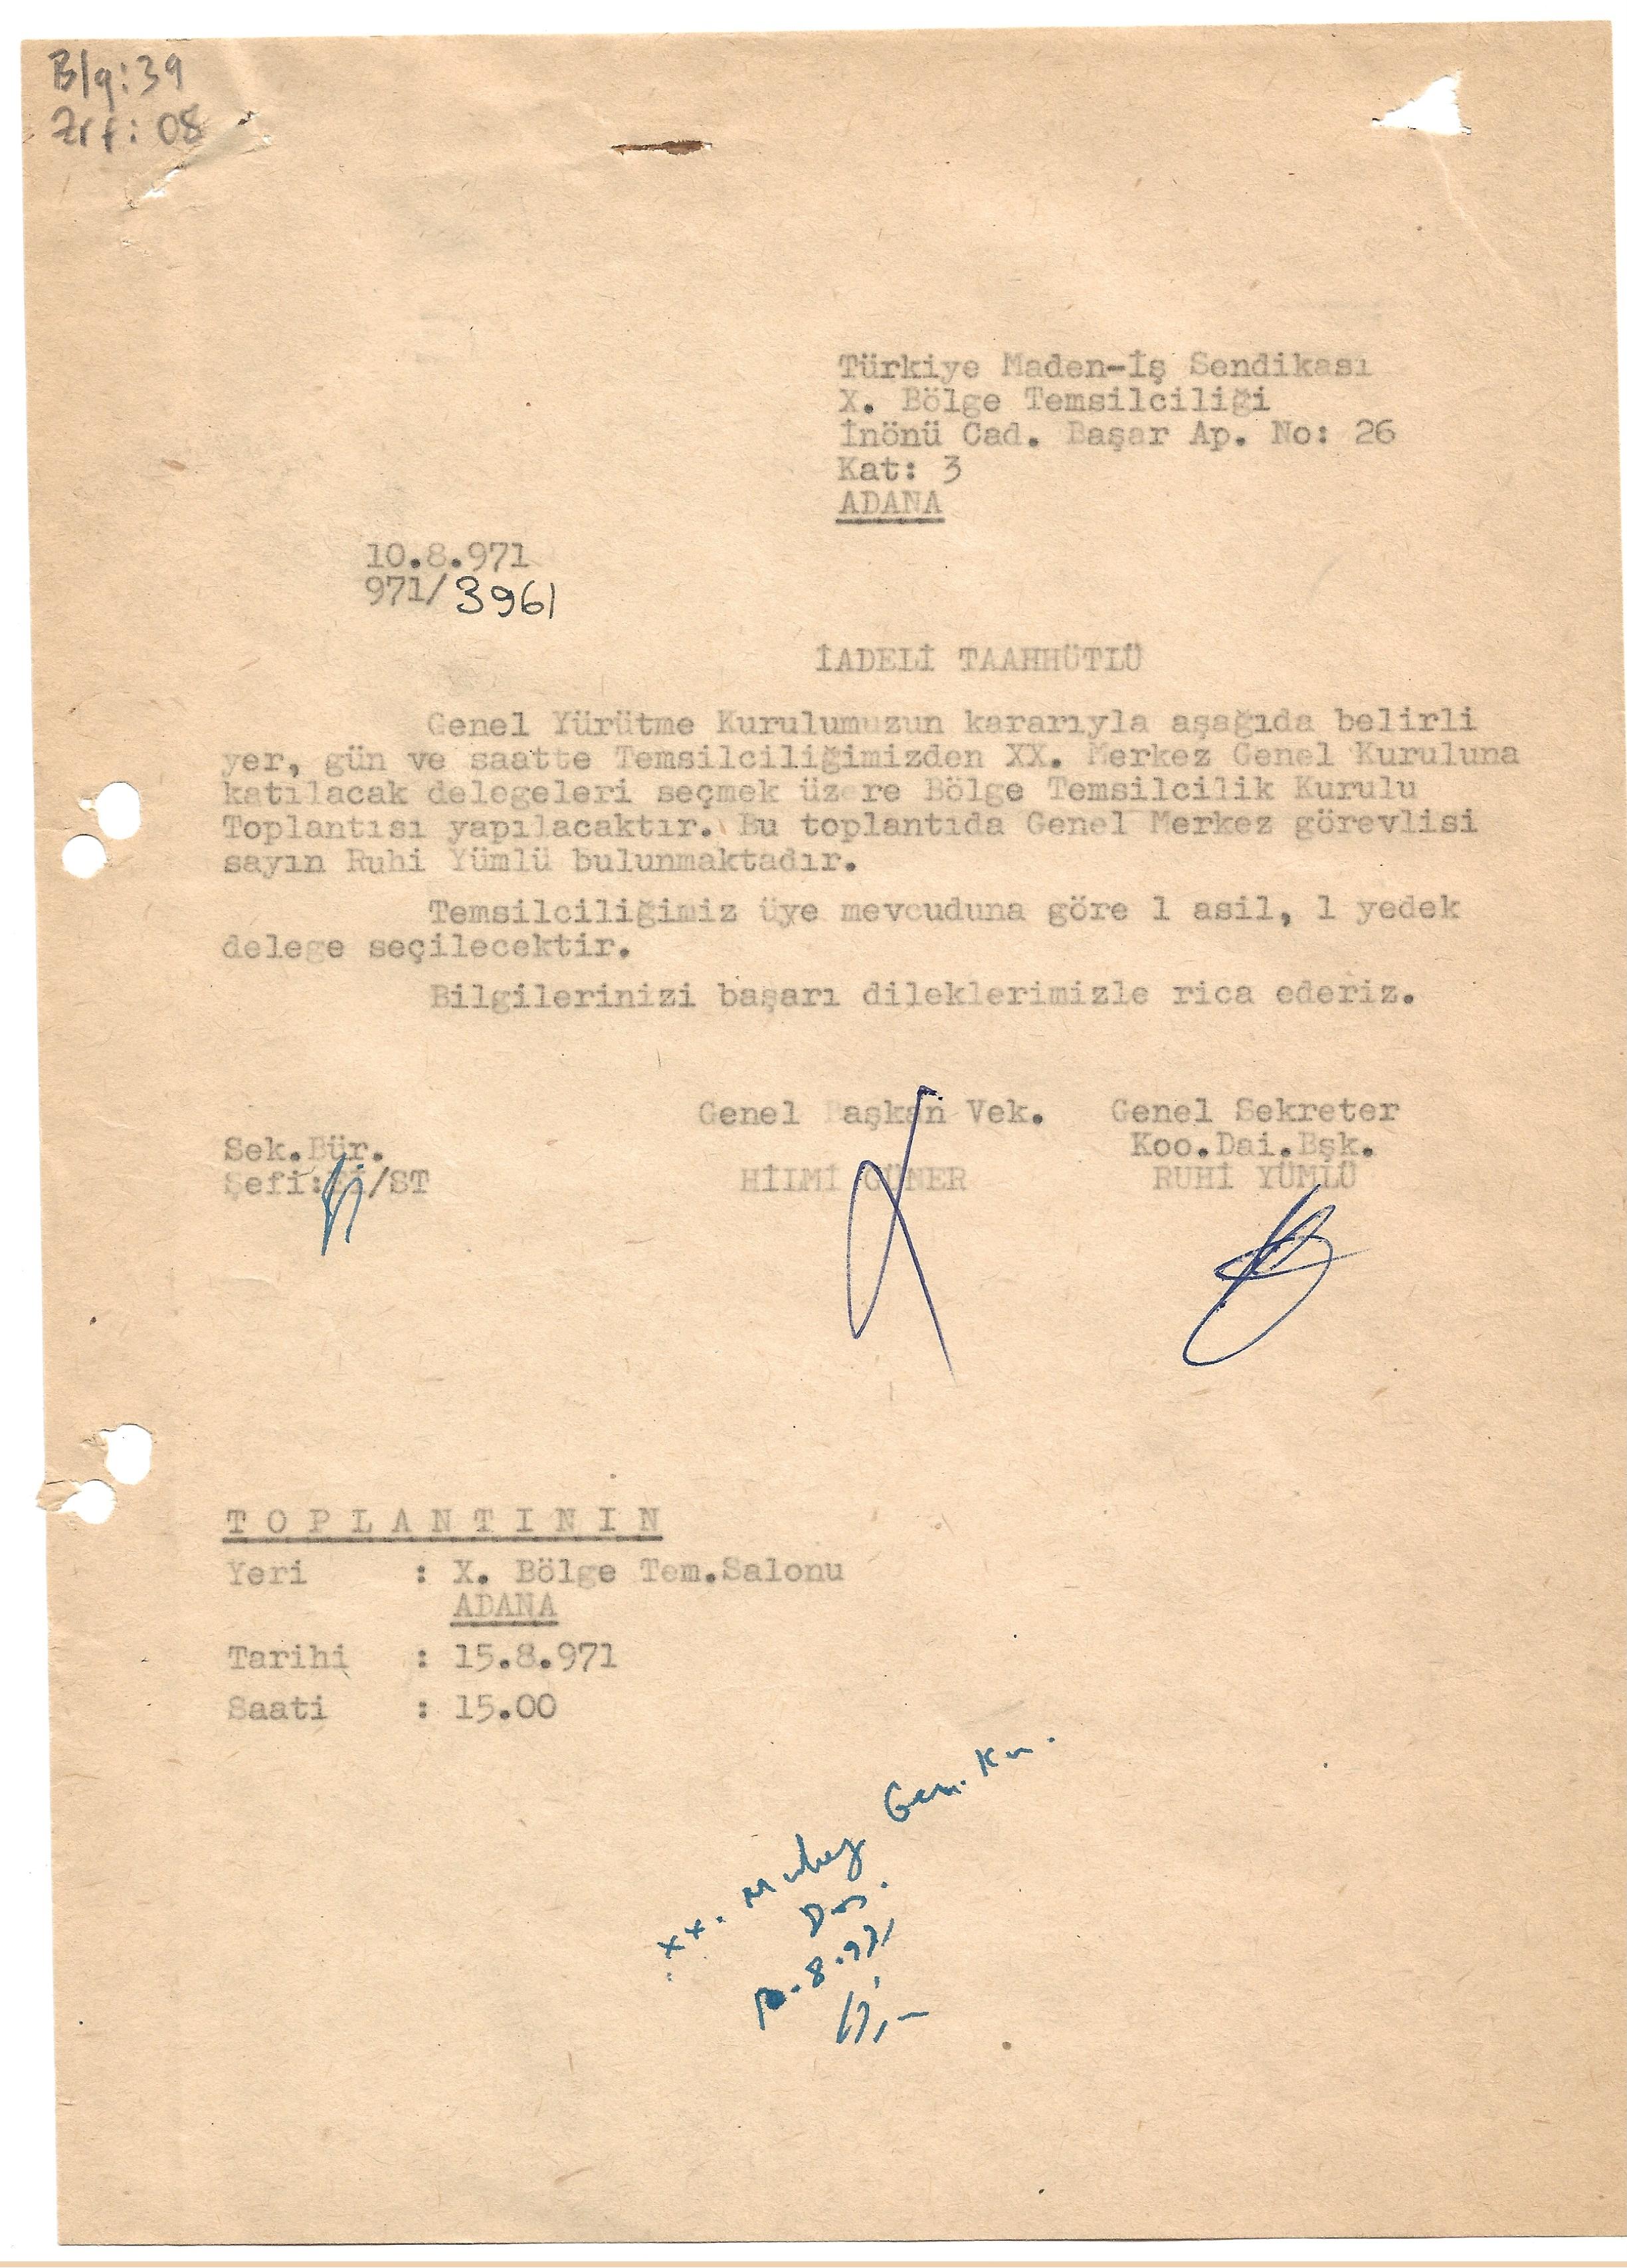 Blg: 39
Zrf: 08
Türkiye Maden-İş Sendikası
X. Bölge Temsilciliği
İnönü Cad. Başar Ap. No: 26
Kat: 3
ADANA
10.8.971
971/3961
İADELİ TAAHHÜTLÜ
Genel Yürütme Kurulumuzun kararıyla aşağıda belirli
yer, gün ve saatte Temsilciliğimizden XX. Merkez Genel Kuruluna
katılacak delegeleri seçmek üzere Bölge Temsilcilik Kurulu
Toplantısı yapılacaktır. Bu toplantıda Genel Merkez görevlisi
sayın Ruhi Yümlü bulunmaktadır.
Temsilciliğimiz üye mevcuduna göre 1 asil, 1 yedek
delege seçilecektir.
Bilgilerinizi başarı dileklerimizle rica ederiz.
Genel Başkan Vek. Genel Sekreter
Sek.Bür. Koo.Dai.Bşk.
Şefi: /ST HİLMİ GÜNER RUHİ YÜMLÜ
TOPLANTININ
Yeri : X. Bölge Tem.Salonu
ADANA
Tarihi : 15.8.971
Saati : 15.00
XX. Merkez Gen. Ku.
Dos.
10.8.971